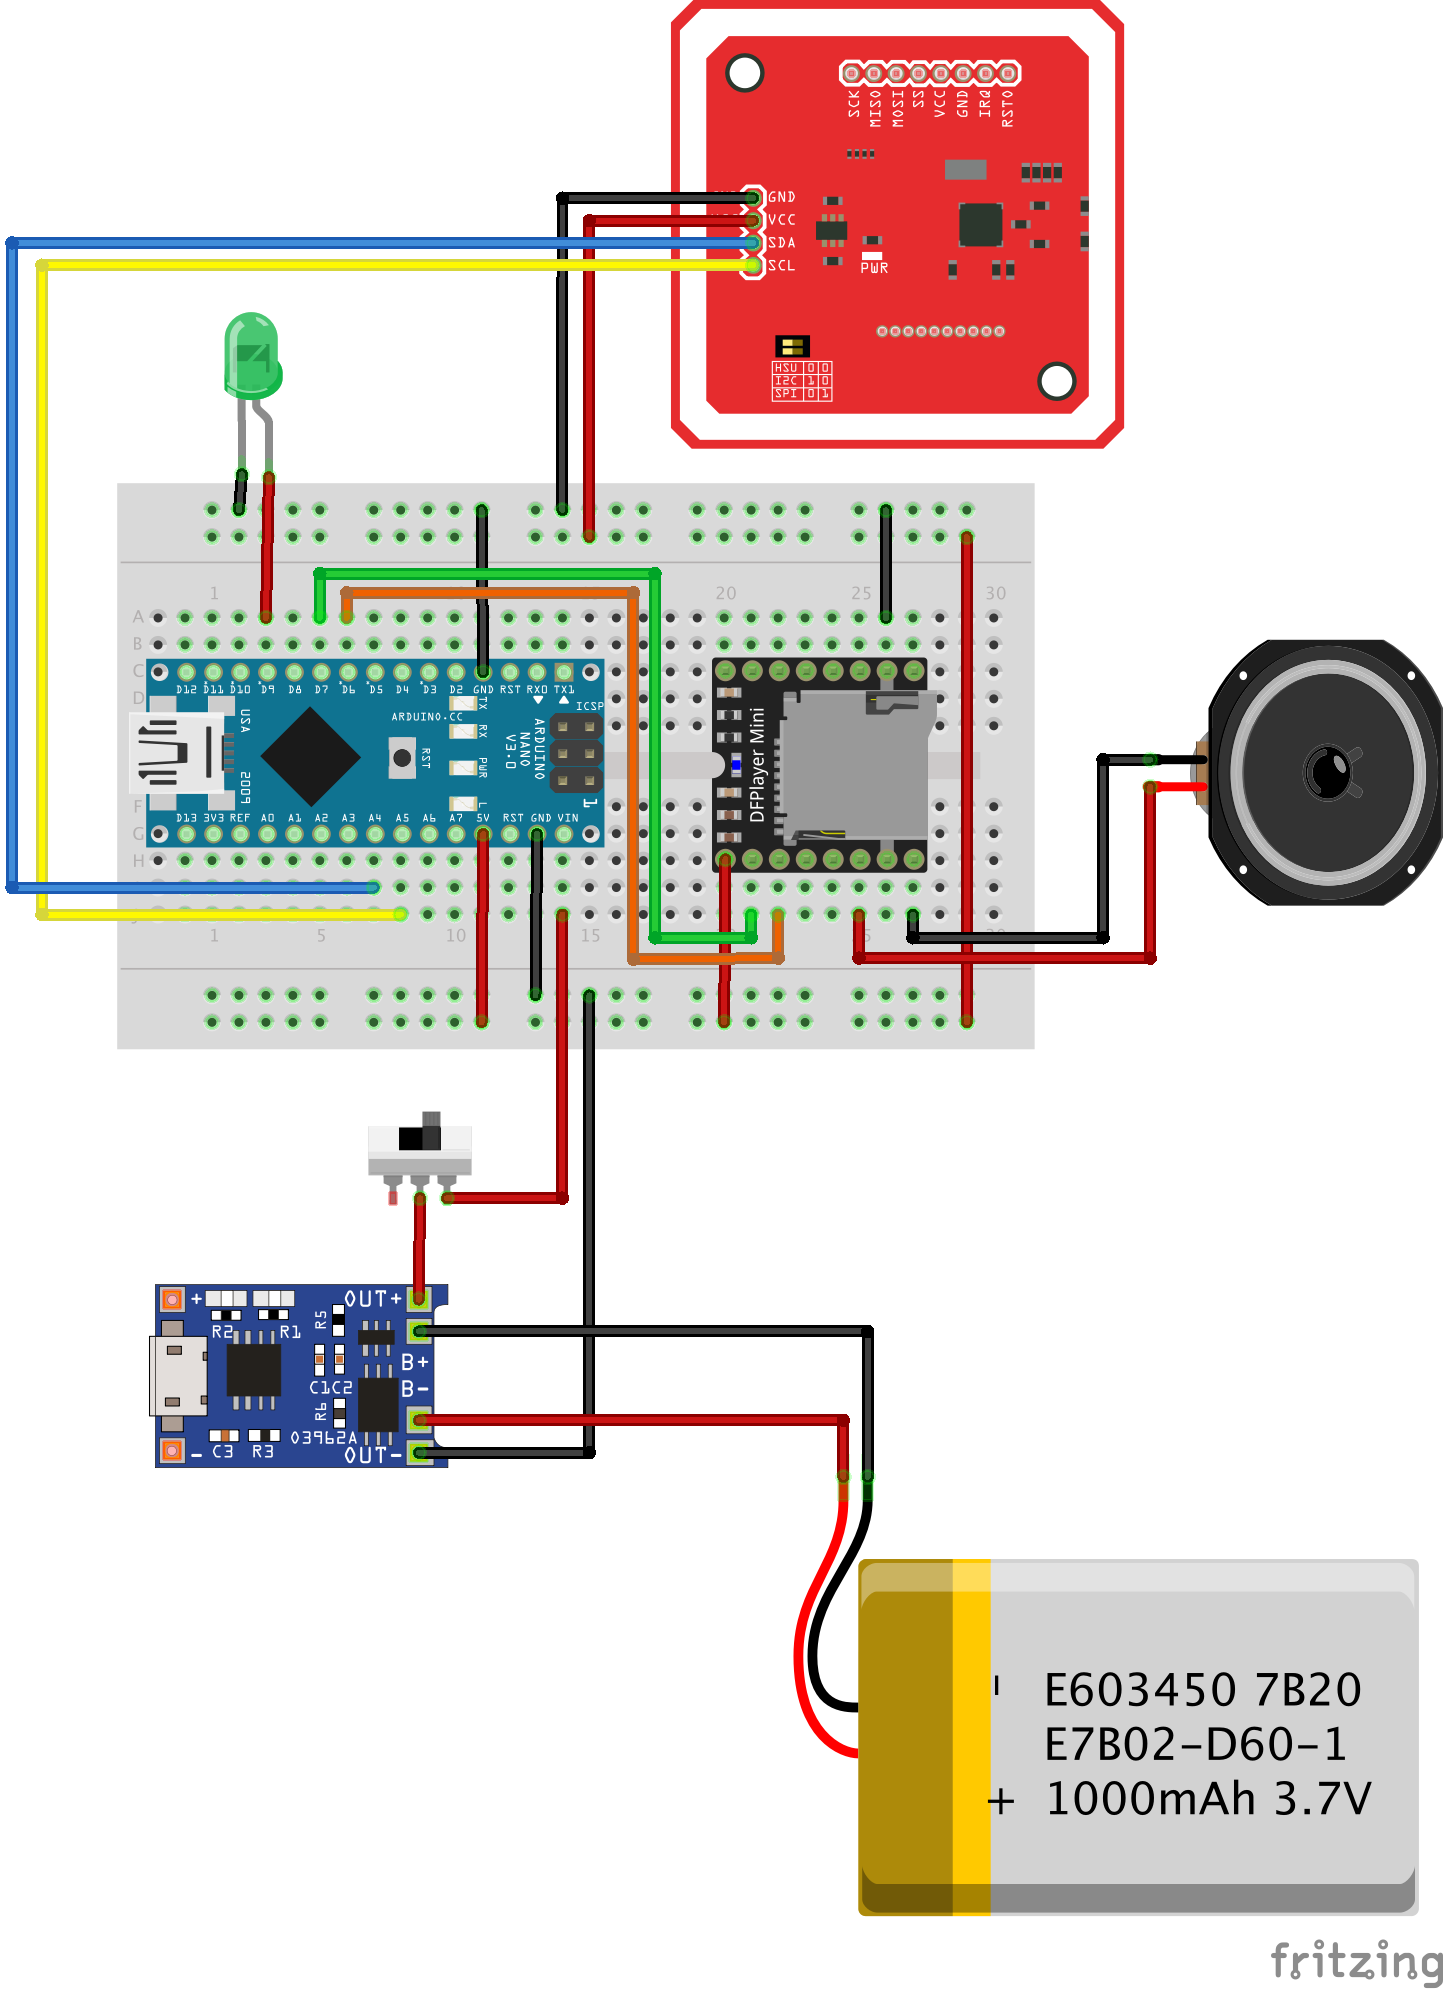 SCK MISO MOSI SS VCC GND IRQ RSTO
GND
VCC
SDA
SCL
PWR
HSU 0 0
I2C 1 0
SPI 0 1
1 20 25 30
A
B
C
D12 D11 D10 D9 D8 D7 D6 D5 D4 D3 D2 GND RST RX0 TX1
D
TX
ICSP
ARDUINO.CC
RX
USA
RST
ARDUINO
NANO
V3.0
DFPlayer Mini
PWR
2009
L
1
F
D13 3V3 REF A0 A1 A2 A3 A4 A5 A6 A7 5V RST GND VIN
G
H
1 5 10 15
+ OUT+
R5
R2 R1
B+
C1 C2
B-
R6
03962A
C3 R3
- OUT-
- E603450 7B20
E7B02-D60-1
+ 1000mAh 3.7V
fritzing